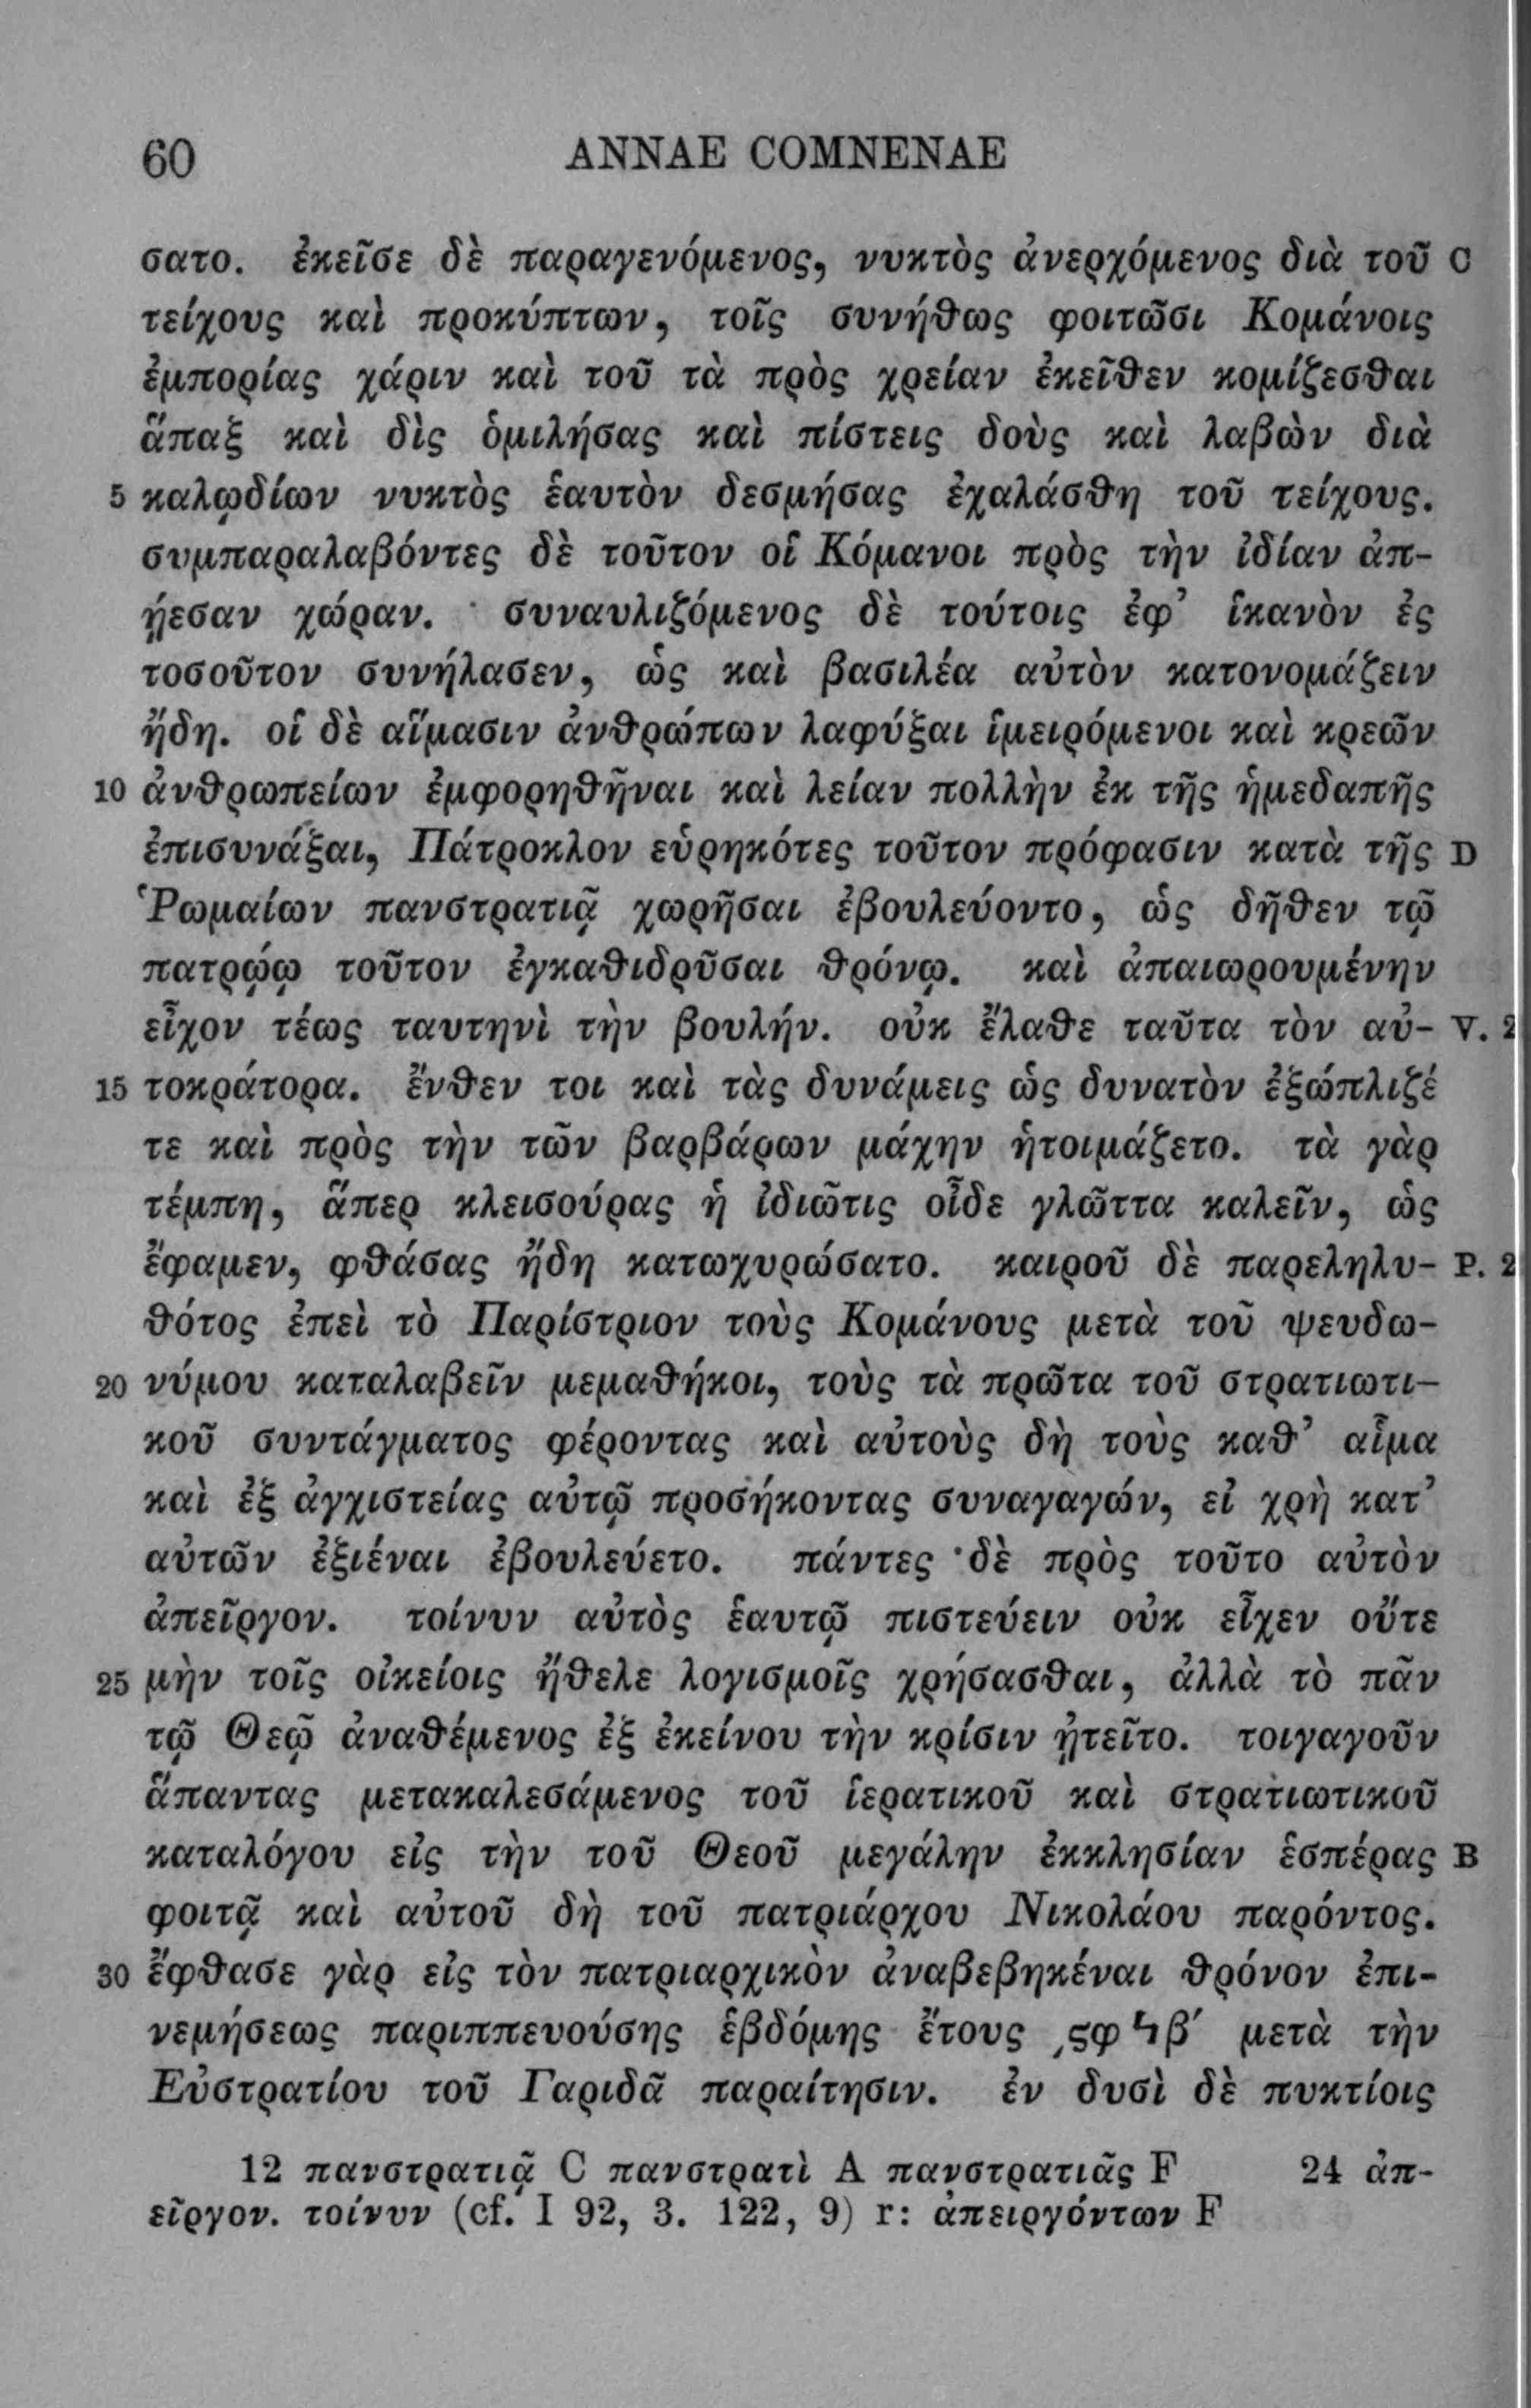 60 ANNAE COMNENAE
σατο. ἐκεῖσε δὲ παραγενόμενος, νυκτὸς ἀνερχόμενος διὰ τοῦ C
τείχους καὶ προκύπτων, τοῖς συνήθως φοιτῶσι Κομάνοις
ἐμπορίας χάριν καὶ τοῦ τὰ πρὸς χρείαν ἐκεῖθεν κομίζεσθαι
ἅπαξ καὶ δὶς ὁμιλήσας καὶ πίστεις δοὺς καὶ λαβὼν διὰ
5 καλῳδίων νυκτὸς ἑαυτὸν δεσμήσας ἐχαλάσθη τοῦ τείχους.
συμπαραλαβόντες δὲ τοῦτον οἱ Κόμανοι πρὸς τὴν ἰδίαν ἀπ-
ῄεσαν χώραν. συναυλιζόμενος δὲ τούτοις ἐφ’ ἱκανὸν ἐς
τοσοῦτον συνήλασεν, ὡς καὶ βασιλέα αὐτὸν κατονομάζειν
ἤδη. οἱ δὲ αἵμασιν ἀνθρώπων λαφύξαι ἱμειρόμενοι καὶ κρεῶν
10 ἀνθρωπείων ἐμφορηθῆναι καὶ λείαν πολλὴν ἐκ τῆς ἡμεδαπῆς
ἐπισυνάξαι, Πάτροκλον εὑρηκότες τοῦτον πρόφασιν κατὰ τῆς D
Ῥωμαίων πανστρατιᾷ χωρῆσαι ἐβουλεύοντο, ὡς δῆθεν τῷ
πατρῴῳ τοῦτον ἐγκαθιδρῦσαι θρόνῳ. καὶ ἀπαιωρουμένην
εἶχον τέως ταυτηνὶ τὴν βουλήν. οὐκ ἔλαθε ταῦτα τὸν αὐ- V. 2
15 τοκράτορα. ἔνθεν τοι καὶ τὰς δυνάμεις ὡς δυνατὸν ἐξώπλιζέ
τε καὶ πρὸς τὴν τῶν βαρβάρων μάχην ἡτοιμάζετο. τὰ γὰρ
τέμπη, ἅπερ κλεισούρας ἡ ἰδιῶτις οἶδε γλῶττα καλεῖν, ὡς
ἔφαμεν, φθάσας ἤδη κατωχυρώσατο. καιροῦ δὲ παρεληλυ- P. 2
θότος ἐπεὶ τὸ Παρίστριον τοὺς Κομάνους μετὰ τοῦ ψευδω-
20 νύμου καταλαβεῖν μεμαθήκοι, τοὺς τὰ πρῶτα τοῦ στρατιωτι-
κοῦ συντάγματος φέροντας καὶ αὐτοὺς δὴ τοὺς καθ’ αἷμα
καὶ ἐξ ἀγχιστείας αὐτῷ προσήκοντας συναγαγών, εἰ χρὴ κατ’
αὐτῶν ἐξιέναι ἐβουλεύετο. πάντες δὲ πρὸς τοῦτο αὐτὸν
ἀπεῖργον. τοίνυν αὐτὸς ἑαυτῷ πιστεύειν οὐκ εἶχεν οὔτε
25 μὴν τοῖς οἰκείοις ἤθελε λογισμοῖς χρήσασθαι, ἀλλὰ τὸ πᾶν
τῷ Θεῷ ἀναθέμενος ἐξ ἐκείνου τὴν κρίσιν ᾐτεῖτο. τοιγαγοῦν
ἅπαντας μετακαλεσάμενος τοῦ ἱερατικοῦ καὶ στρατιωτικοῦ
καταλόγου εἰς τὴν τοῦ Θεοῦ μεγάλην ἐκκλησίαν ἑσπέρας B
φοιτᾷ καὶ αὐτοῦ δὴ τοῦ πατριάρχου Νικολάου παρόντος.
30 ἔφθασε γὰρ εἰς τὸν πατριαρχικὸν ἀναβεβηκέναι θρόνον ἐπι-
νεμήσεως παριππευούσης ἑβδόμης ἔτους ͵ϛφϟβ′ μετὰ τὴν
Εὐστρατίου τοῦ Γαριδᾶ παραίτησιν. ἐν δυσὶ δὲ πυκτίοις
12 πανστρατιᾷ C πανστρατὶ A πανστρατιᾶς F 24 ἀπ-
εῖργον. τοίνυν (cf. I 92, 3. 122, 9) r: ἀπειργόντων F